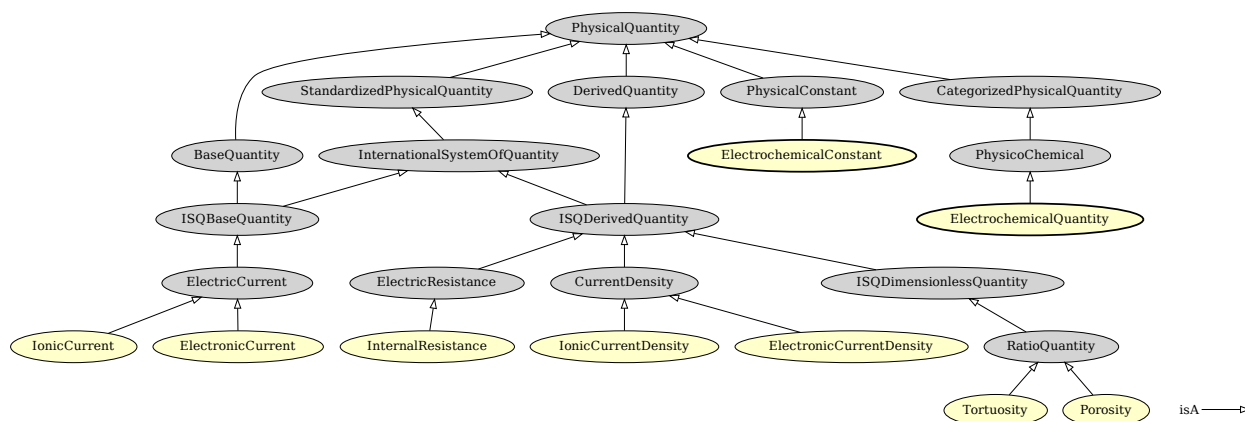 PhysicalQuantity
StandardizedPhysicalQuantity
DerivedQuantity
PhysicalConstant
CategorizedPhysicalQuantity
BaseQuantity
InternationalSystemOfQuantity
ElectrochemicalConstant
PhysicoChemical
ISQBaseQuantity
ISQDerivedQuantity
ElectrochemicalQuantity
ElectricCurrent
ElectricResistance
CurrentDensity
ISQDimensionlessQuantity
IonicCurrent
ElectronicCurrent
InternalResistance
IonicCurrentDensity
ElectronicCurrentDensity
RatioQuantity
Tortuosity
Porosity
isA